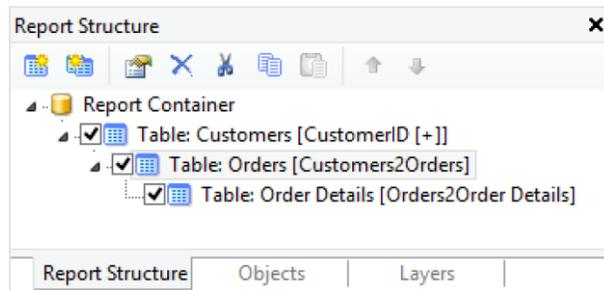 Report Structure
Report Container
Table: Customers [CustomerID [+]]
Table: Orders [Customers2Orders]
Table: Order Details [Orders2Order Details]
Report Structure Objects Layers